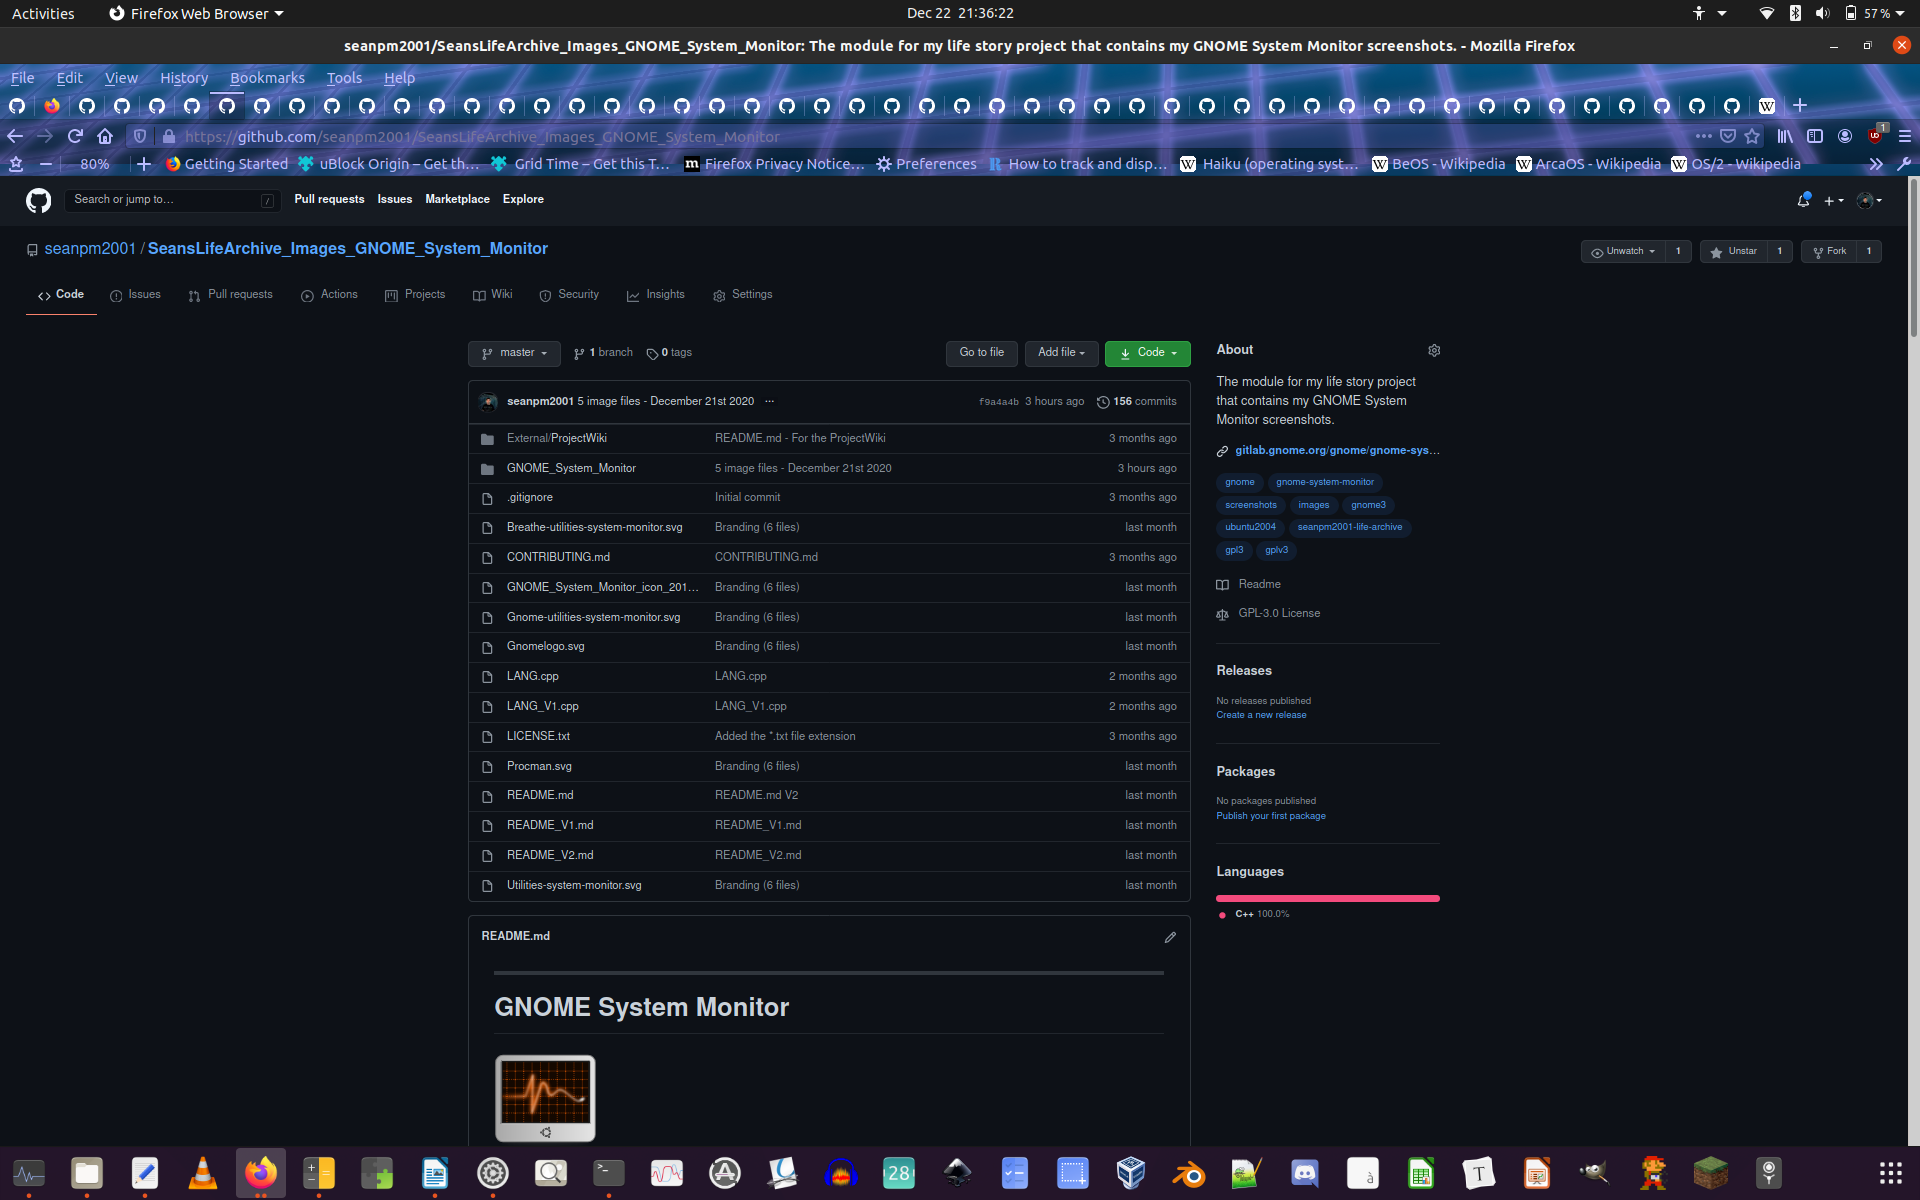 Activities Firefox Web Browser Dec 22 21:36:22 57 %
seanpm2001/SeansLifeArchive_Images_GNOME_System_Monitor: The module for my life story project that contains my GNOME System Monitor screenshots. - Mozilla Firefox
File Edit View History Bookmarks Tools Help
https://github.com/seanpm2001/SeansLifeArchive_Images_GNOME_System_Monitor 1
80% Getting Started uBlock Origin – Get th… Grid Time – Get this T… Firefox Privacy Notice… Preferences How to track and disp… Haiku (operating syst… BeOS - Wikipedia ArcaOS - Wikipedia OS/2 - Wikipedia
Search or jump to… / Pull requests Issues Marketplace Explore
seanpm2001 / SeansLifeArchive_Images_GNOME_System_Monitor Unwatch 1 Unstar 1 Fork 1
Code Issues Pull requests Actions Projects Wiki Security Insights Settings
master 1 branch 0 tags Go to file Add file Code
seanpm2001 5 image files - December 21st 2020 … f9a4a4b 3 hours ago 156 commits
External/ProjectWiki README.md - For the ProjectWiki 3 months ago
GNOME_System_Monitor 5 image files - December 21st 2020 3 hours ago
.gitignore Initial commit 3 months ago
Breathe-utilities-system-monitor.svg Branding (6 files) last month
CONTRIBUTING.md CONTRIBUTING.md 3 months ago
GNOME_System_Monitor_icon_201… Branding (6 files) last month
Gnome-utilities-system-monitor.svg Branding (6 files) last month
Gnomelogo.svg Branding (6 files) last month
LANG.cpp LANG.cpp 2 months ago
LANG_V1.cpp LANG_V1.cpp 2 months ago
LICENSE.txt Added the *.txt file extension 3 months ago
Procman.svg Branding (6 files) last month
README.md README.md V2 last month
README_V1.md README_V1.md last month
README_V2.md README_V2.md last month
Utilities-system-monitor.svg Branding (6 files) last month
README.md
GNOME System Monitor
About
The module for my life story project
that contains my GNOME System
Monitor screenshots.
gitlab.gnome.org/gnome/gnome-sys…
gnome gnome-system-monitor
screenshots images gnome3
ubuntu2004 seanpm2001-life-archive
gpl3 gplv3
Readme
GPL-3.0 License
Releases
No releases published
Create a new release
Packages
No packages published
Publish your first package
Languages
C++ 100.0%
28